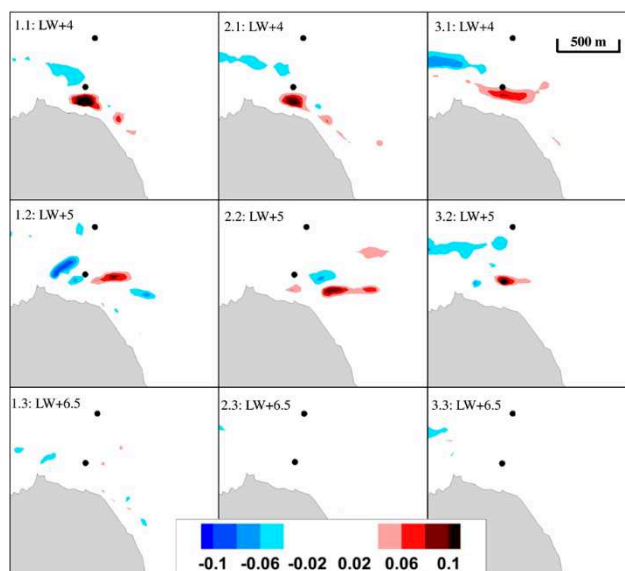 1.1: LW+4
2.1: LW+4
3.1: LW+4
500 m
1.2: LW+5
2.2: LW+5
3.2: LW+5
1.3: LW+6.5
2.3: LW+6.5
3.3: LW+6.5
-0.1 -0.06 -0.02 0.02 0.06 0.1